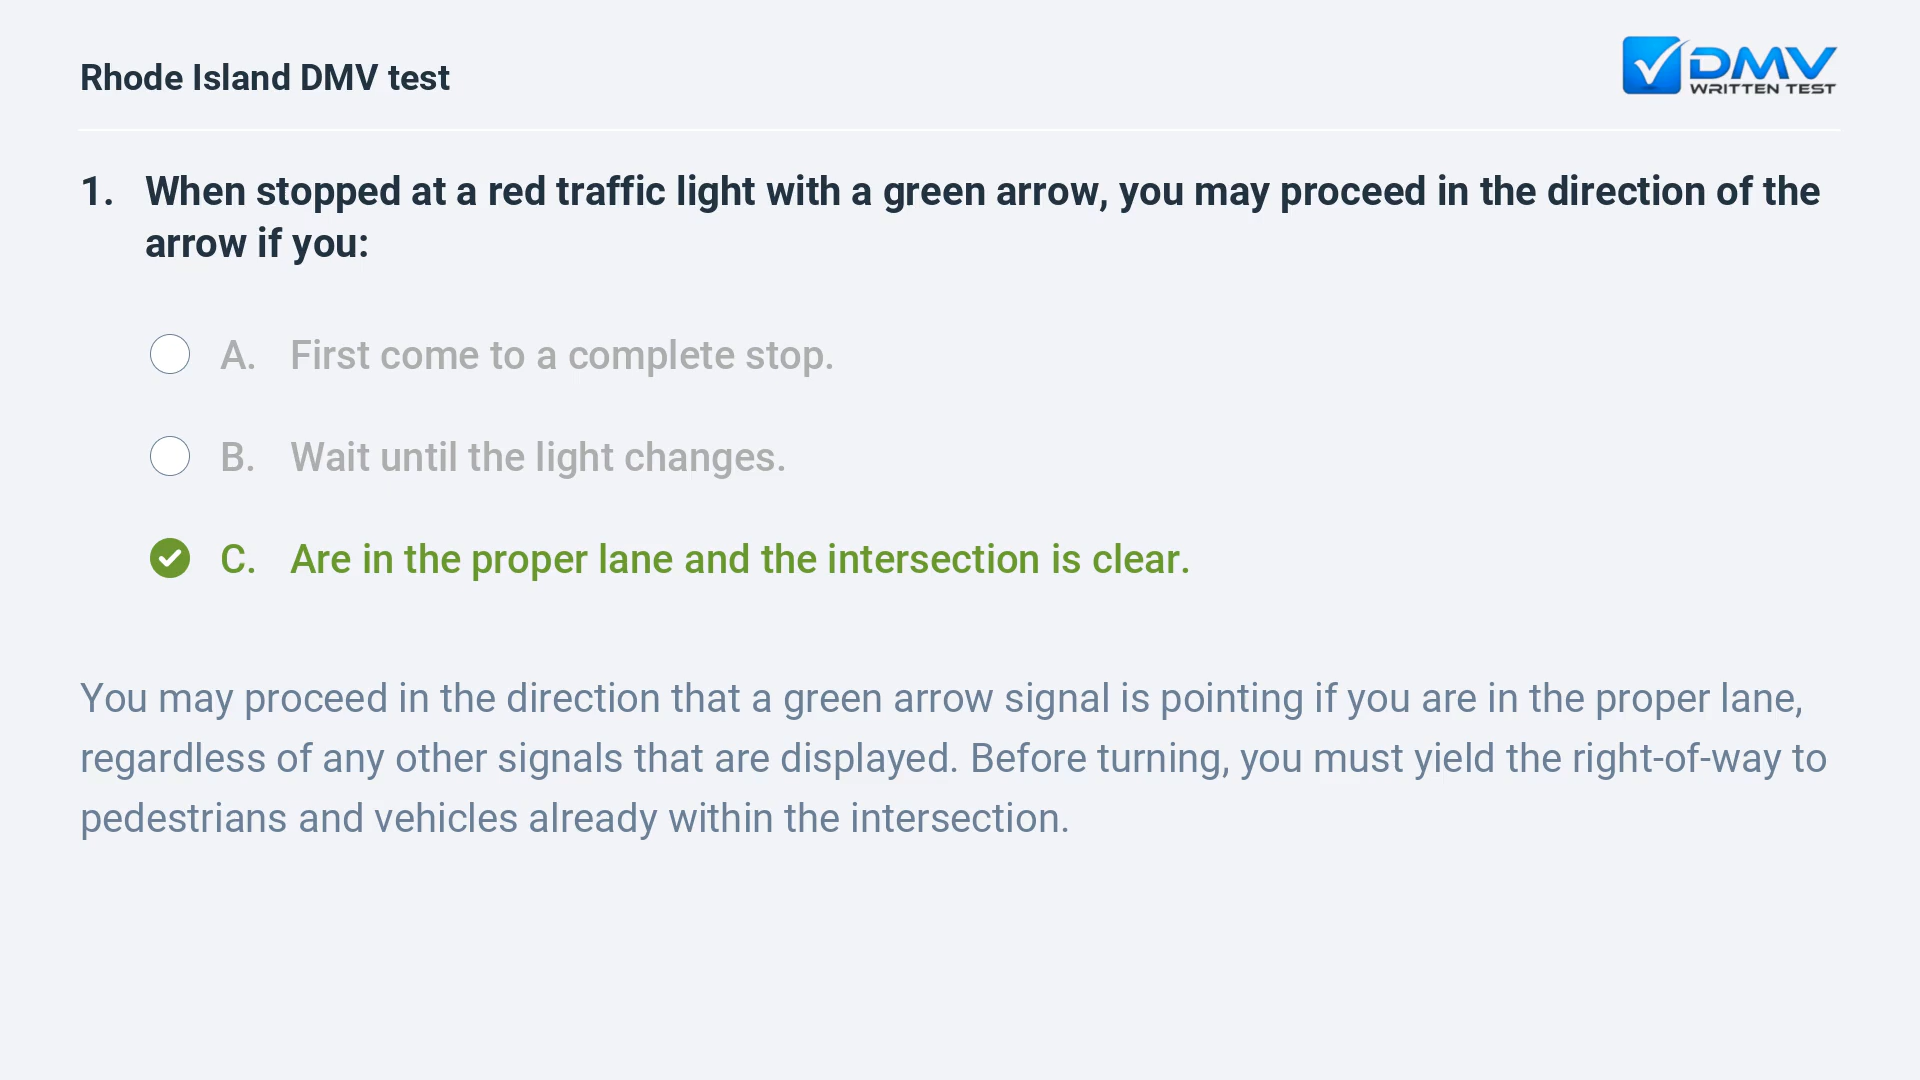 Rhode Island DMV test
DMV
WRITTEN TEST
1. When stopped at a red traffic light with a green arrow, you may proceed in the direction of the
arrow if you:
A. First come to a complete stop.
B. Wait until the light changes.
C. Are in the proper lane and the intersection is clear.
You may proceed in the direction that a green arrow signal is pointing if you are in the proper lane,
regardless of any other signals that are displayed. Before turning, you must yield the right-of-way to
pedestrians and vehicles already within the intersection.